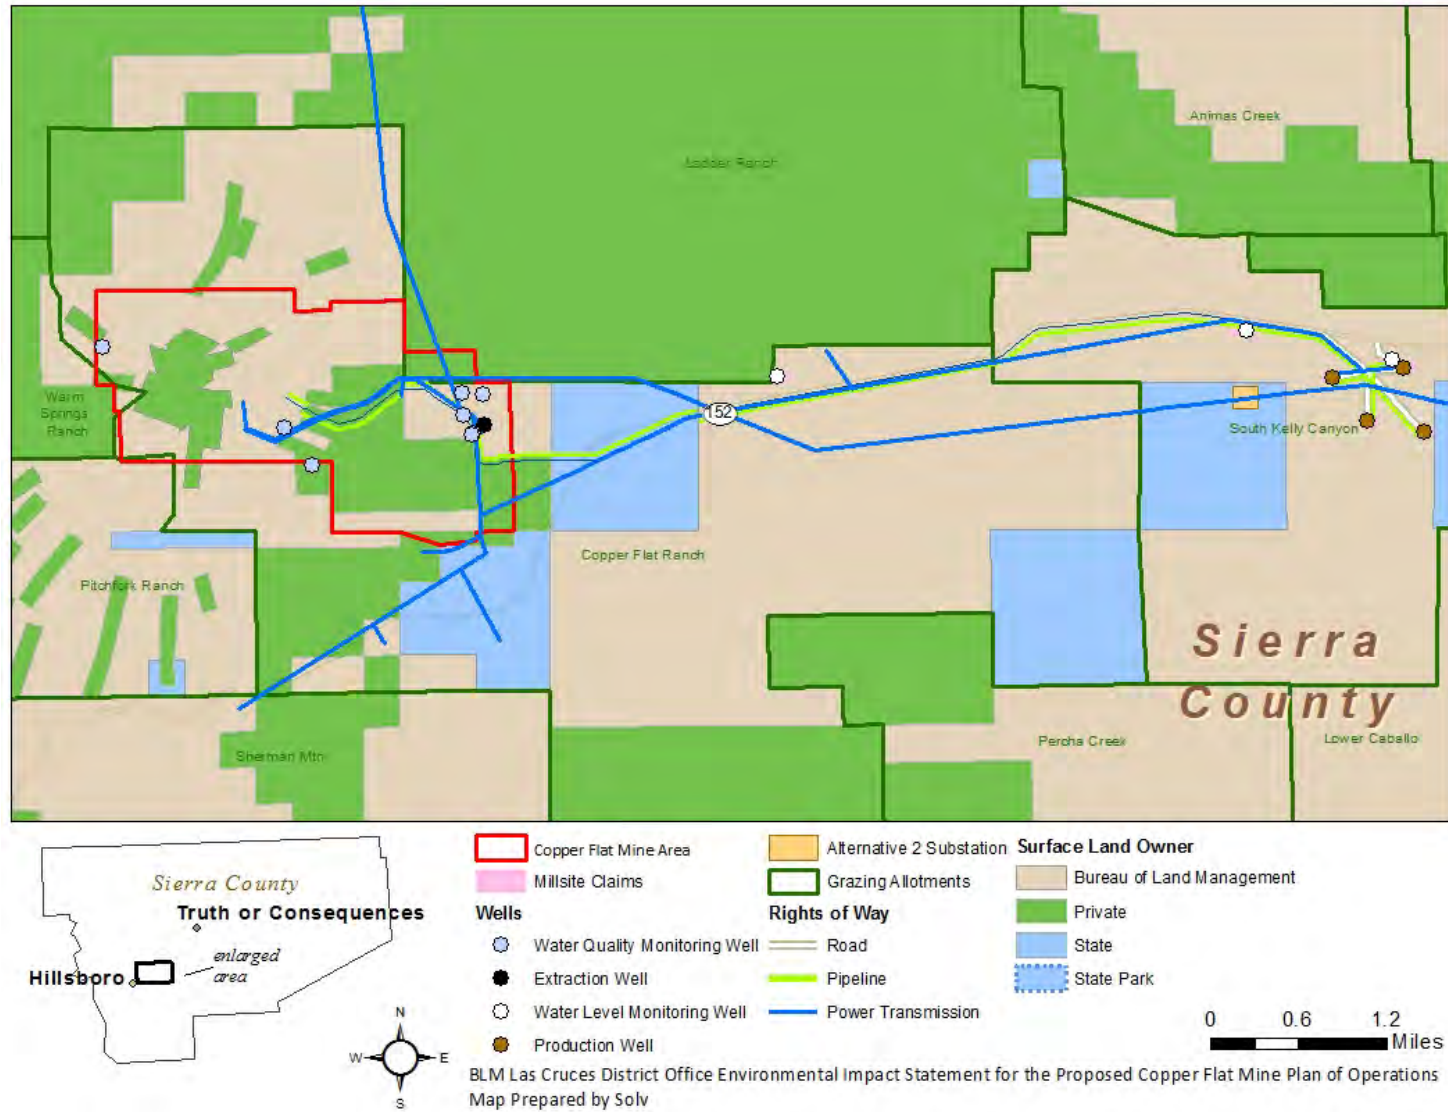 Animas Creek
Ladder Ranch
Warm
Springs
Ranch
152
South Kelly Canyon
Copper Flat Ranch
Pitchfork Ranch
Sierra
County
Sherman Mtn
Percha Creek
Lower Caballo
Sierra County
Truth or Consequences
enlarged
area
Hillsboro
N
W
E
S
Copper Flat Mine Area
Millsite Claims
Wells
Water Quality Monitoring Well
Extraction Well
Water Level Monitoring Well
Production Well
Alternative 2 Substation
Grazing Allotments
Rights of Way
Road
Pipeline
Power Transmission
Surface Land Owner
Bureau of Land Management
Private
State
State Park
0 0.6 1.2
Miles
BLM Las Cruces District Office Environmental Impact Statement for the Proposed Copper Flat Mine Plan of Operations
Map Prepared by Solv